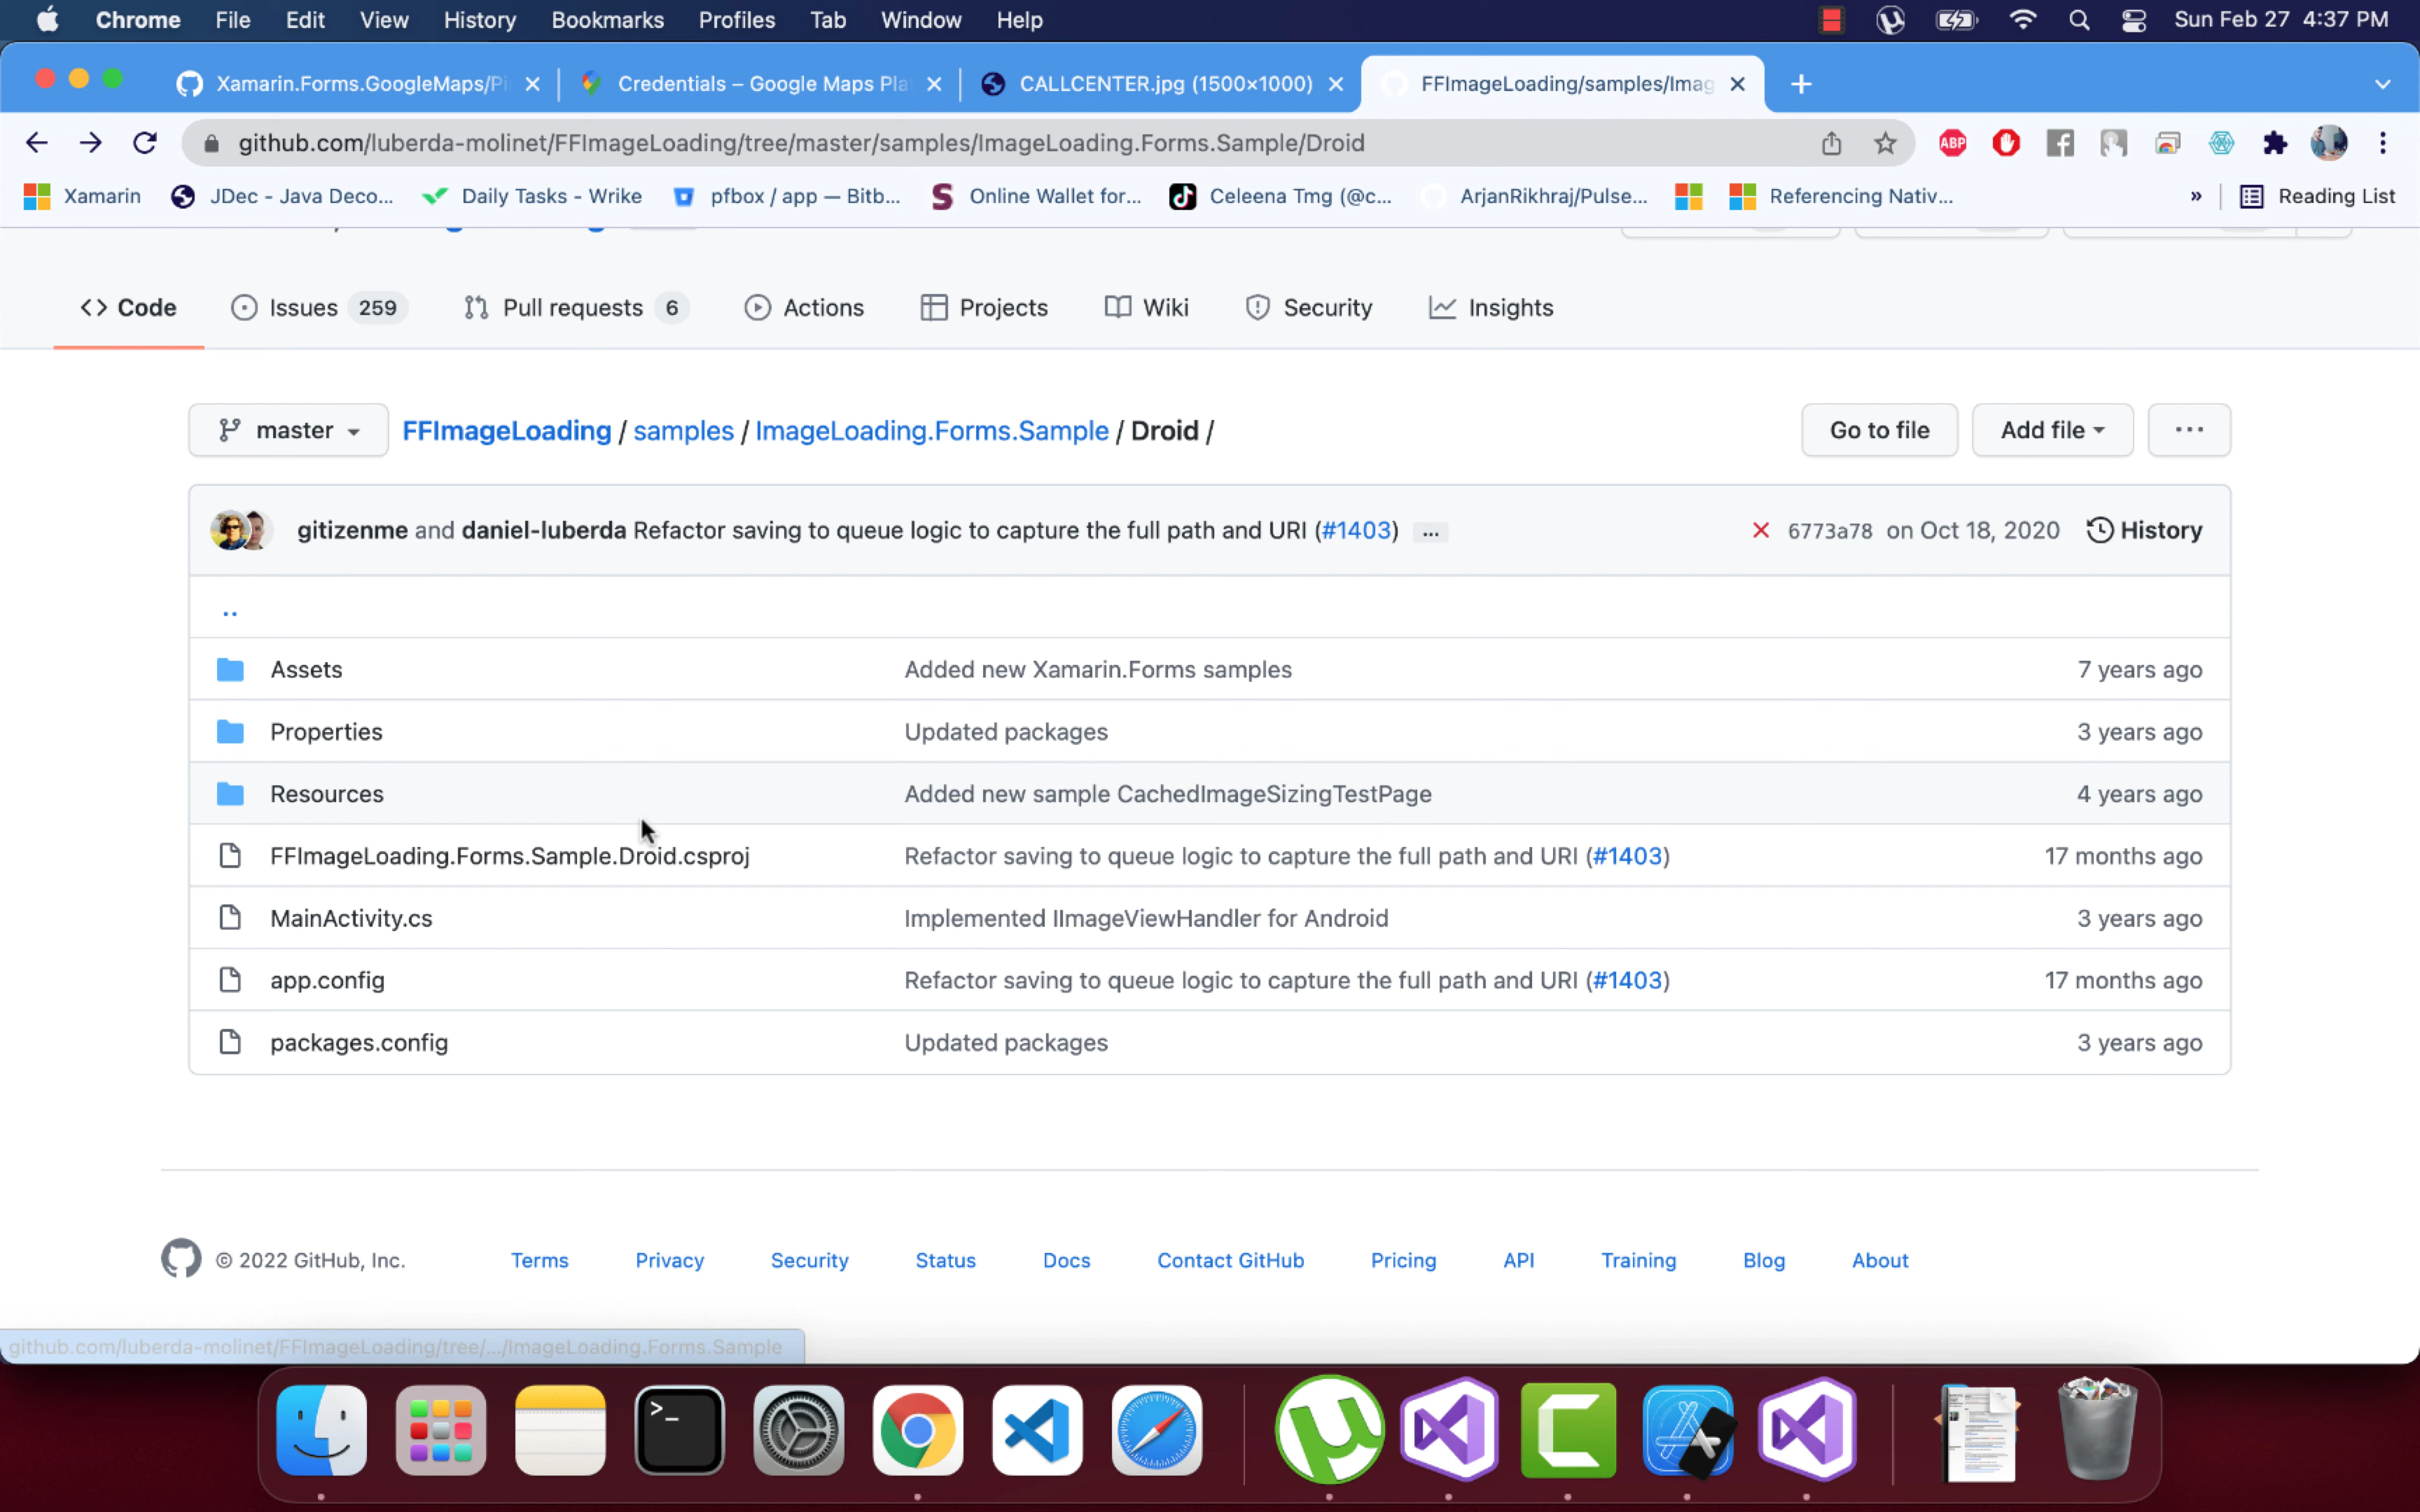 Chrome File Edit View History Bookmarks Profiles Tab Window Help Sun Feb 27 4:37 PM
Xamarin.Forms.GoogleMaps/Pi Credentials – Google Maps Pla CALLCENTER.jpg (1500×1000) FFImageLoading/samples/Imag
github.com/luberda-molinet/FFImageLoading/tree/master/samples/ImageLoading.Forms.Sample/Droid ABP
Xamarin JDec - Java Deco... Daily Tasks - Wrike pfbox / app — Bitb... Online Wallet for... Celeena Tmg (@c... ArjanRikhraj/Pulse... Referencing Nativ... » Reading List
Code Issues 259 Pull requests 6 Actions Projects Wiki Security Insights
master FFImageLoading / samples / ImageLoading.Forms.Sample / Droid / Go to file Add file ...
gitizenme and daniel-luberda Refactor saving to queue logic to capture the full path and URI (#1403) ... 6773a78 on Oct 18, 2020 History
..
Assets Added new Xamarin.Forms samples 7 years ago
Properties Updated packages 3 years ago
Resources Added new sample CachedImageSizingTestPage 4 years ago
FFImageLoading.Forms.Sample.Droid.csproj Refactor saving to queue logic to capture the full path and URI (#1403) 17 months ago
MainActivity.cs Implemented IImageViewHandler for Android 3 years ago
app.config Refactor saving to queue logic to capture the full path and URI (#1403) 17 months ago
packages.config Updated packages 3 years ago
© 2022 GitHub, Inc. Terms Privacy Security Status Docs Contact GitHub Pricing API Training Blog About
github.com/luberda-molinet/FFImageLoading/tree/.../ImageLoading.Forms.Sample